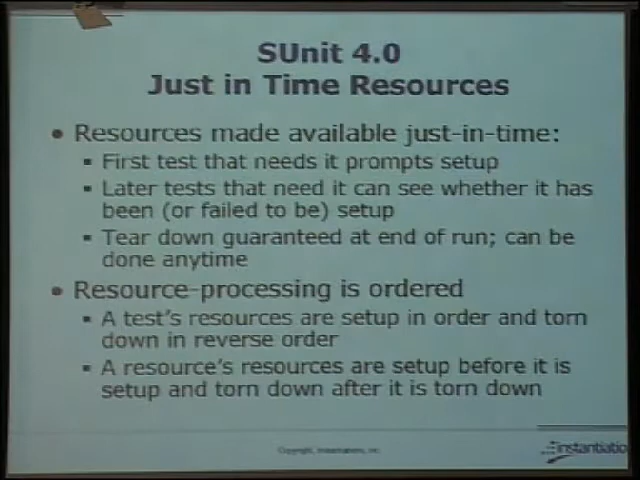 SUnit 4.0
Just in Time Resources
• Resources made available just-in-time:
▪ First test that needs it prompts setup
▪ Later tests that need it can see whether it has
been (or failed to be) setup
▪ Tear down guaranteed at end of run; can be
done anytime
• Resource-processing is ordered
▪ A test's resources are setup in order and torn
down in reverse order
▪ A resource's resources are setup before it is
setup and torn down after it is torn down
Copyright, Instantiations, Inc.
instantiatio